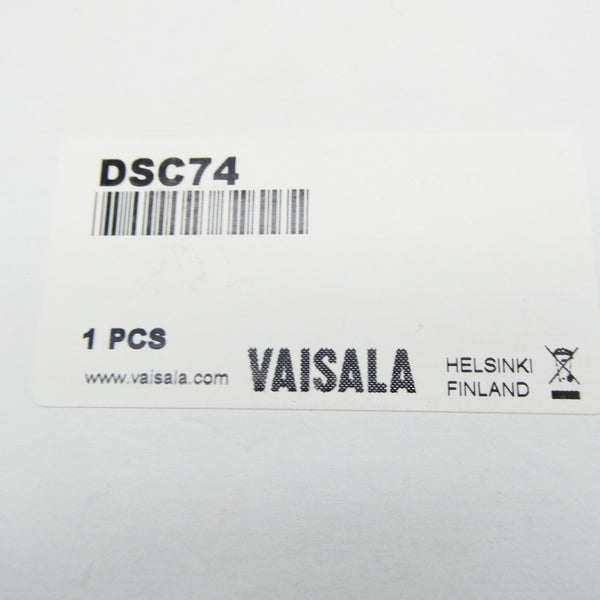 DSC74
1 PCS
www.vaisala.com
VAISALA
HELSINKI
FINLAND